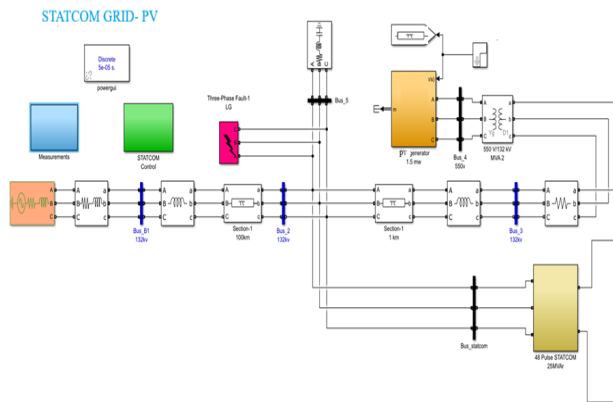 STATCOM GRID- PV
Discrete
5e-05 s.
powergui
Measurements
STATCOM
Control
Three-Phase Fault-1
LG
Bus_5
generator
1.5 mw
Bus_4
550v
550 V/132 kV
MVA 2
Bus_B1
132kv
Section-1
100km
Bus_2
132kv
Section-1
1 km
Bus_3
132kv
Bus_statcom
48 Pulse STATCOM
25MVAr